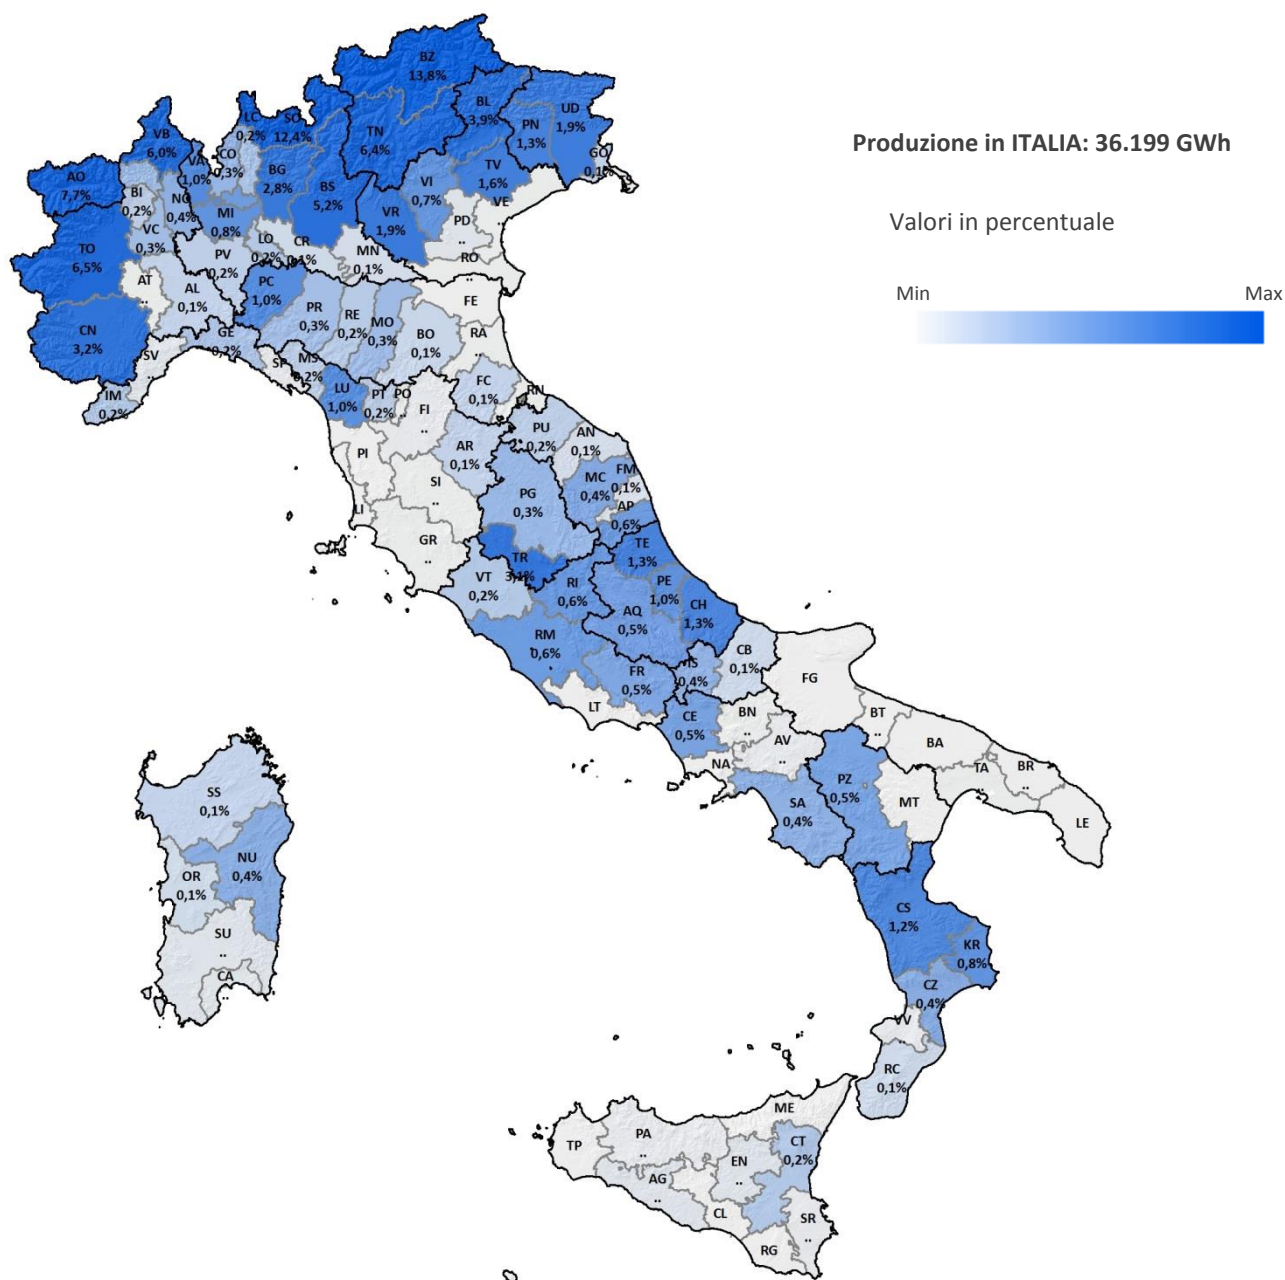 Produzione in ITALIA: 36.199 GWh
Valori in percentuale
Min Max
BZ
13,8%
BL
3,9%
UD
1,9%
PN
1,3%
GO
0,1%
LC
0,2%
SO
12,4%
TN
6,4%
TV
1,6%
VE
..
VB
6,0%
VA
1,0%
CO
0,3%
BG
2,8%
BS
5,2%
VI
0,7%
VR
1,9%
PD
..
RO
..
AO
7,7%
BI
0,2%
NO
0,4%
MI
0,8%
VC
0,3%
LO
0,2%
CR
0,1%
MN
0,1%
TO
6,5%
AT
..
PV
0,2%
AL
0,1%
PC
1,0%
PR
0,3%
RE
0,2%
MO
0,3%
BO
0,1%
FE
RA
..
CN
3,2%
SV
..
GE
0,2%
SP
MS
0,2%
IM
0,2%
LU
1,0%
PT
0,2%
PO
..
FI
..
FC
0,1%
RN
..
PU
0,2%
AN
0,1%
AR
0,1%
PI
SI
..
LI
GR
..
PG
0,3%
MC
0,4%
FM
0,1%
AP
0,6%
TR
3,1%
TE
1,3%
VT
0,2%
RI
0,6%
PE
1,0%
CH
1,3%
AQ
0,5%
RM
0,6%
FR
0,5%
IS
0,4%
CB
0,1%
LT
FG
CE
0,5%
BN
..
AV
..
NA
BT
..
BA
TA
..
BR
..
LE
SA
0,4%
PZ
0,5%
MT
SS
0,1%
NU
0,4%
OR
0,1%
SU
..
CA
..
CS
1,2%
KR
0,8%
CZ
0,4%
VV
..
RC
0,1%
ME
TP
PA
..
CT
0,2%
EN
..
AG
..
CL
SR
..
RG